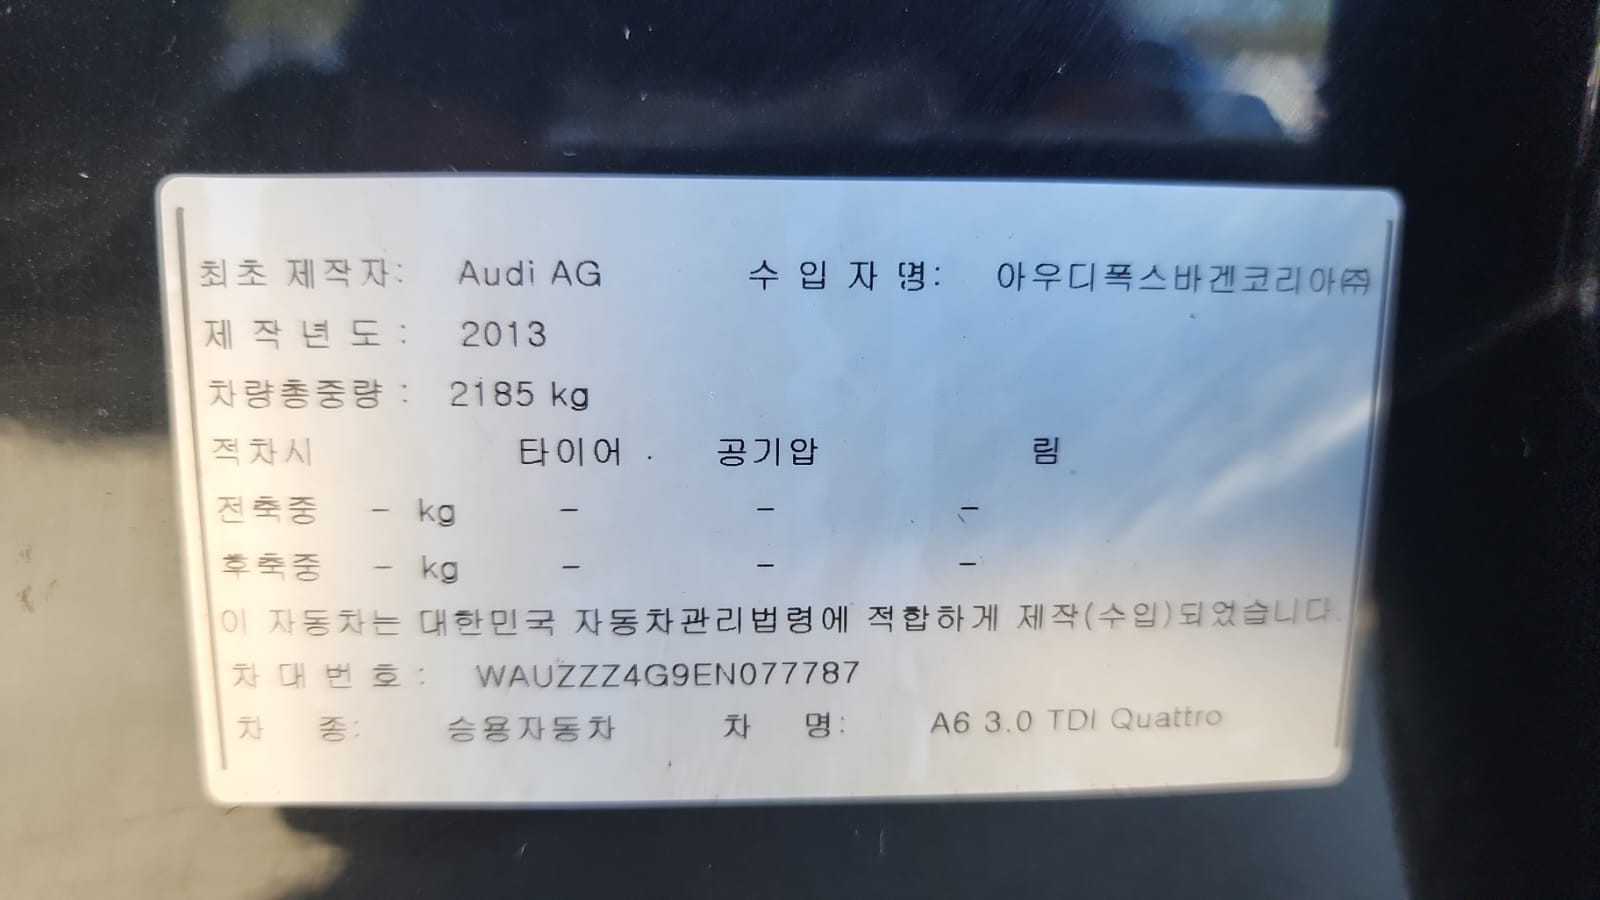 최초 제작자: Audi AG 수 입 자 명: 아우디폭스바겐코리아㈜
제 작 년 도 : 2013
차량총중량 : 2185 kg
적차시 타이어 공기압 림
전축중 - kg - - -
후축중 - kg - - -
이 자동차는 대한민국 자동차관리법령에 적합하게 제작(수입)되었습니다.
차 대 번 호 : WAUZZZ4G9EN077787
차 종: 승용자동차 차 명: A6 3.0 TDI Quattro